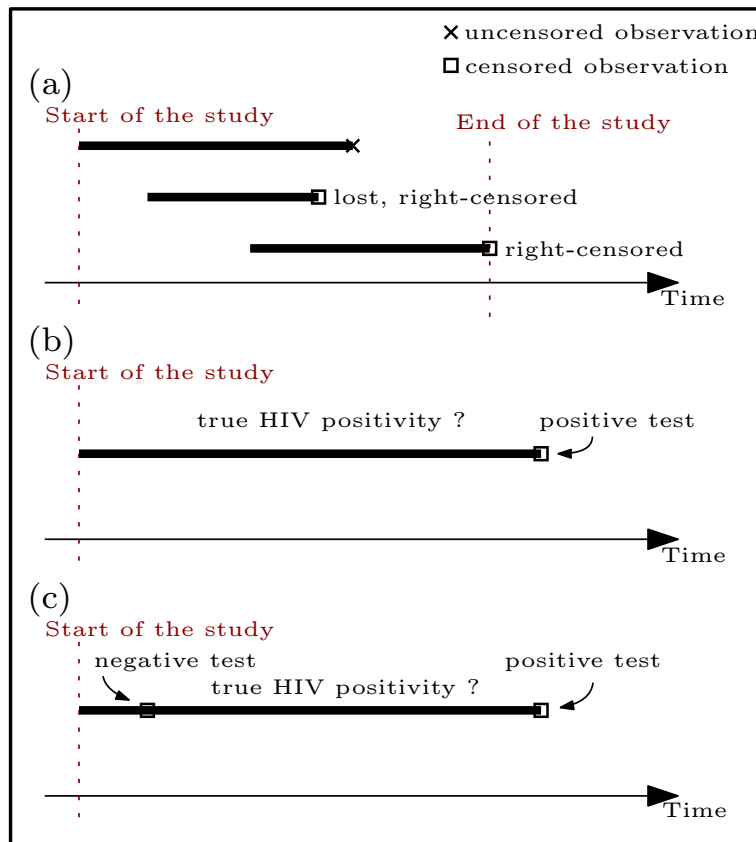 uncensored observation
censored observation
(a)
Start of the study
End of the study
lost, right-censored
right-censored
Time
(b)
Start of the study
true HIV positivity ?
positive test
Time
(c)
Start of the study
negative test
positive test
true HIV positivity ?
Time